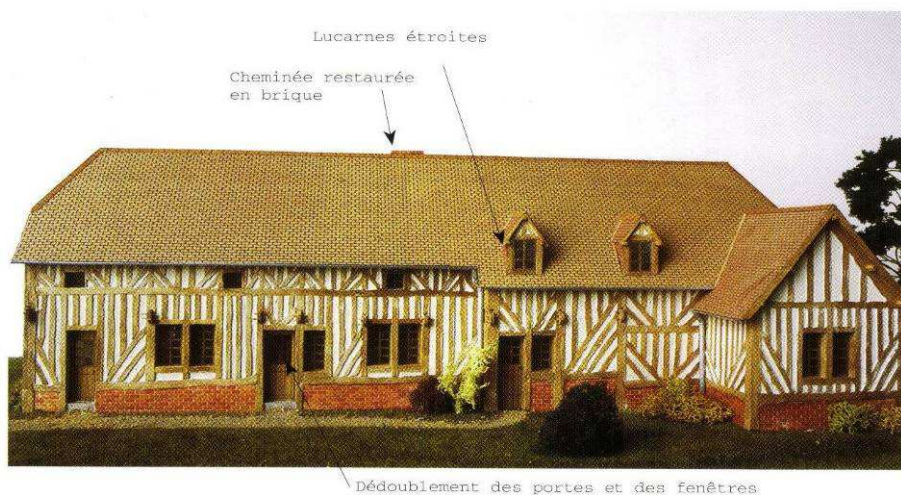 Lucarnes étroites
Cheminée restaurée
en brique
Dédoublement des portes et des fenêtres